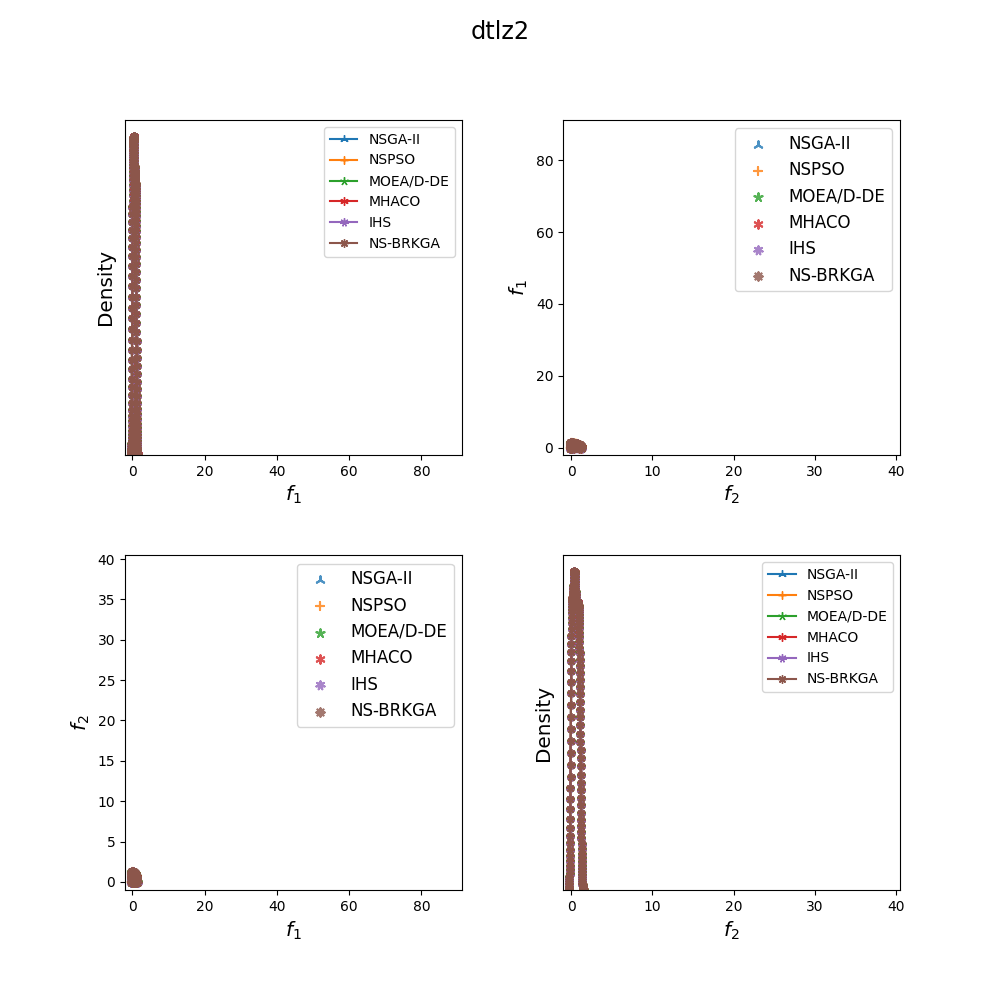 dtlz2
Density
NSGA-II
NSPSO
MOEA/D-DE
MHACO
IHS
NS-BRKGA
0 20 40 60 80
f1
f1
80
60
40
20
0
NSGA-II
NSPSO
MOEA/D-DE
MHACO
IHS
NS-BRKGA
0 10 20 30 40
f2
f2
40
35
30
25
20
15
10
5
0
NSGA-II
NSPSO
MOEA/D-DE
MHACO
IHS
NS-BRKGA
0 20 40 60 80
f1
Density
NSGA-II
NSPSO
MOEA/D-DE
MHACO
IHS
NS-BRKGA
0 10 20 30 40
f2